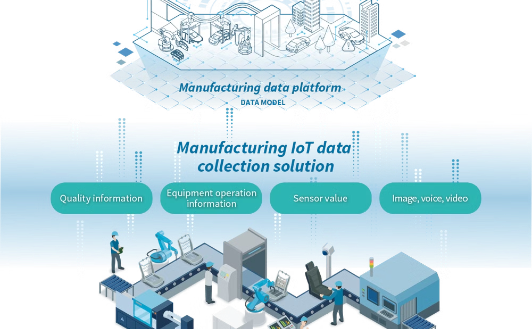 Manufacturing data platform
DATA MODEL
Manufacturing IoT data
collection solution
Quality information
Equipment operation
information
Sensor value
Image, voice, video